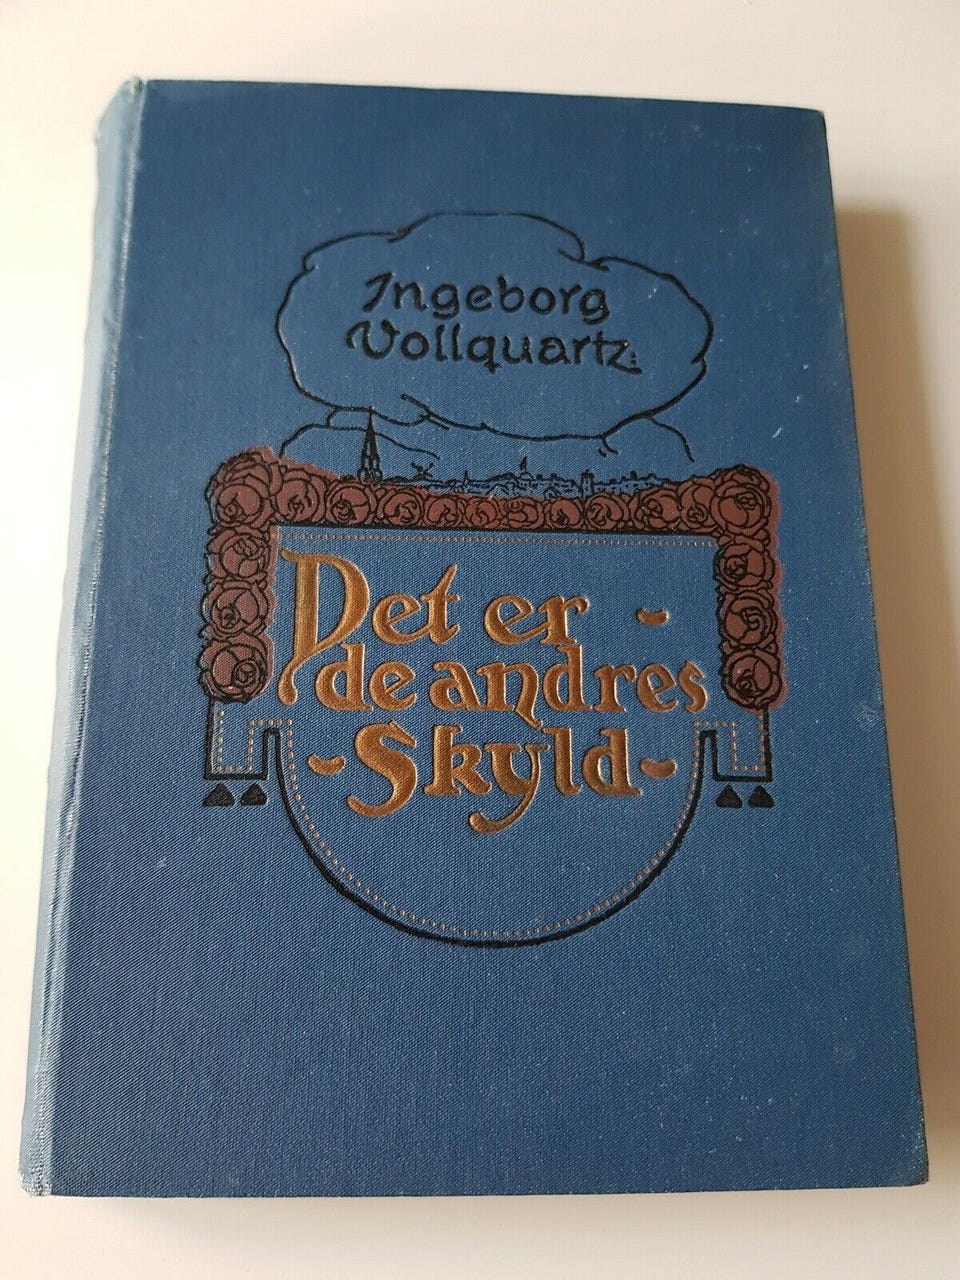 Ingeborg
Vollquartz:
Det er -
de andres
- Skyld -